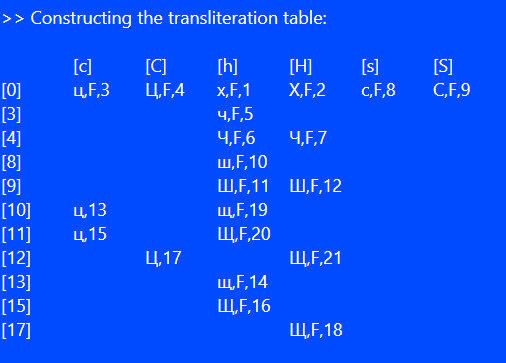 >> Constructing the transliteration table:
[c] [C] [h] [H] [s] [S]
[0] ц,F,3 Ц,F,4 х,F,1 Х,F,2 с,F,8 С,F,9
[3] ч,F,5
[4] Ч,F,6 Ч,F,7
[8] ш,F,10
[9] Ш,F,11 Ш,F,12
[10] ц,13 щ,F,19
[11] ц,15 Щ,F,20
[12] Ц,17 Щ,F,21
[13] щ,F,14
[15] Щ,F,16
[17] Щ,F,18